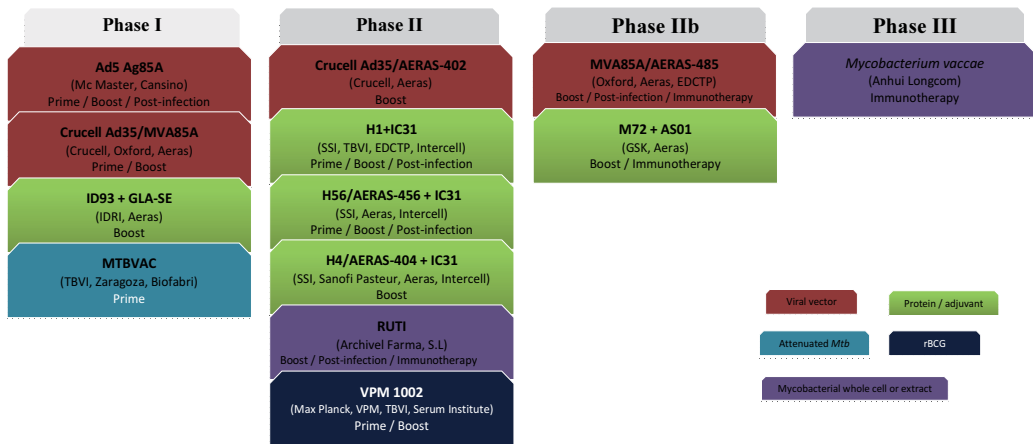 Phase I
Ad5 Ag85A
(Mc Master, Cansino)
Prime / Boost / Post-infection
Crucell Ad35/MVA85A
(Crucell, Oxford, Aeras)
Prime / Boost
ID93 + GLA-SE
(IDRI, Aeras)
Boost
MTBVAC
(TBVI, Zaragoza, Biofabri)
Prime
Phase II
Crucell Ad35/AERAS-402
(Crucell, Aeras)
Boost
H1+IC31
(SSI, TBVI, EDCTP, Intercell)
Prime / Boost / Post-infection
H56/AERAS-456 + IC31
(SSI, Aeras, Intercell)
Prime / Boost / Post-infection
H4/AERAS-404 + IC31
(SSI, Sanofi Pasteur, Aeras, Intercell)
Boost
RUTI
(Archivel Farma, S.L)
Boost / Post-infection / Immunotherapy
VPM 1002
(Max Planck, VPM, TBVI, Serum Institute)
Prime / Boost
Phase IIb
MVA85A/AERAS-485
(Oxford, Aeras, EDCTP)
Boost / Post-infection / Immunotherapy
M72 + AS01
(GSK, Aeras)
Boost / Immunotherapy
Phase III
Mycobacterium vaccae
(Anhui Longcom)
Immunotherapy
Viral vector
Protein / adjuvant
Attenuated Mtb
rBCG
Mycobacterial whole cell or extract